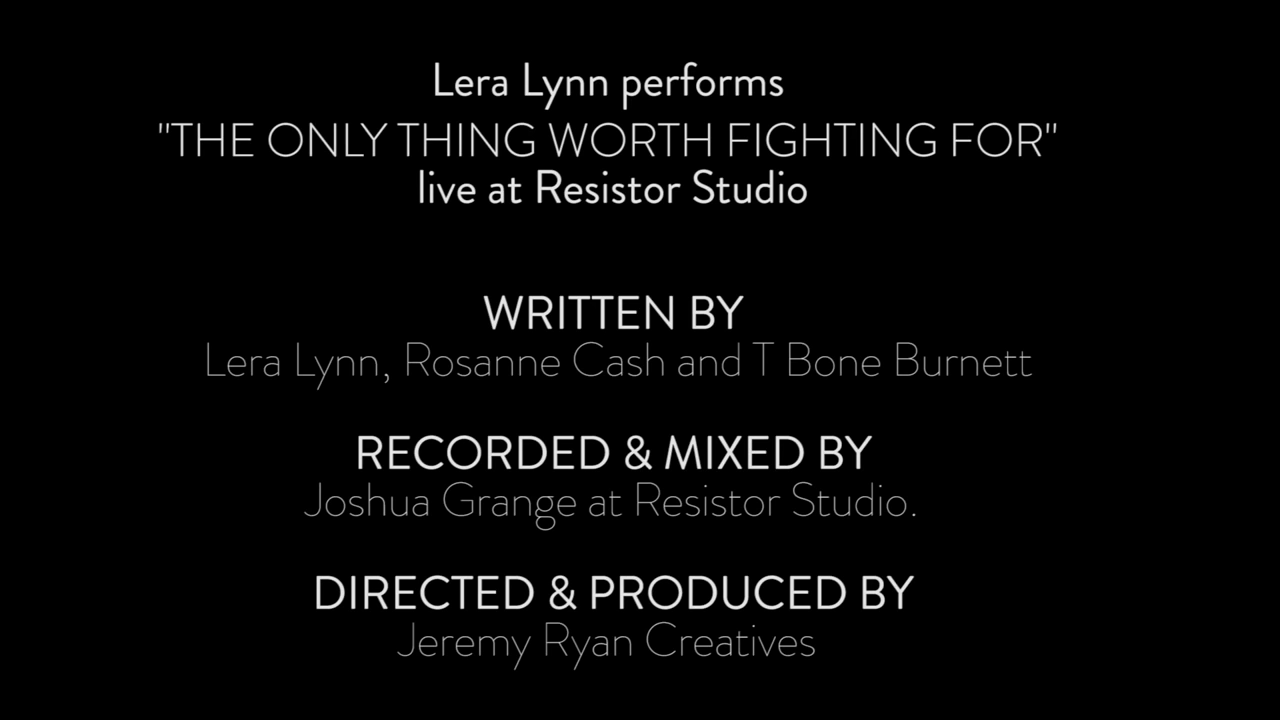 Lera Lynn performs
"THE ONLY THING WORTH FIGHTING FOR"
live at Resistor Studio
WRITTEN BY
Lera Lynn, Rosanne Cash and T Bone Burnett
RECORDED & MIXED BY
Joshua Grange at Resistor Studio.
DIRECTED & PRODUCED BY
Jeremy Ryan Creatives